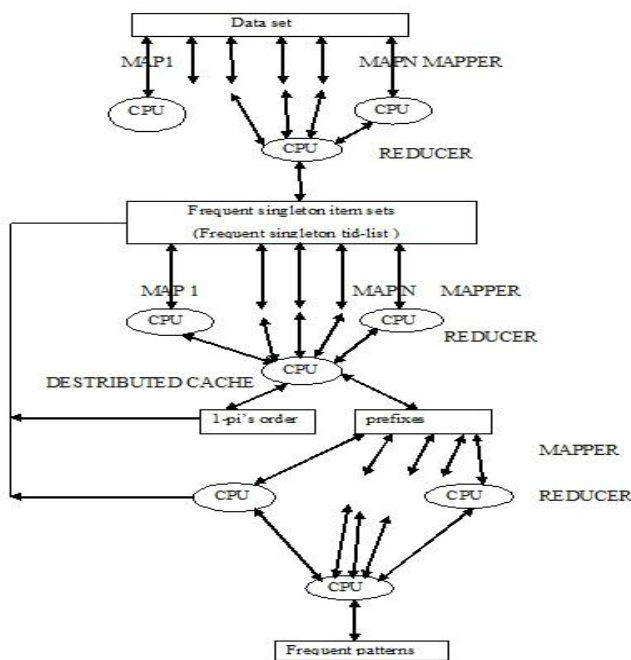 Data set
MAP1
MAPN MAPPER
CPU
CPU
CPU
REDUCER
Frequent singleton item sets
(Frequent singleton tid-list )
MAP 1
MAPN
MAPPER
CPU
CPU
REDUCER
CPU
DESTRIBUTED CACHE
1-pi's order
prefixes
MAPPER
CPU
CPU
REDUCER
CPU
Frequent patterns